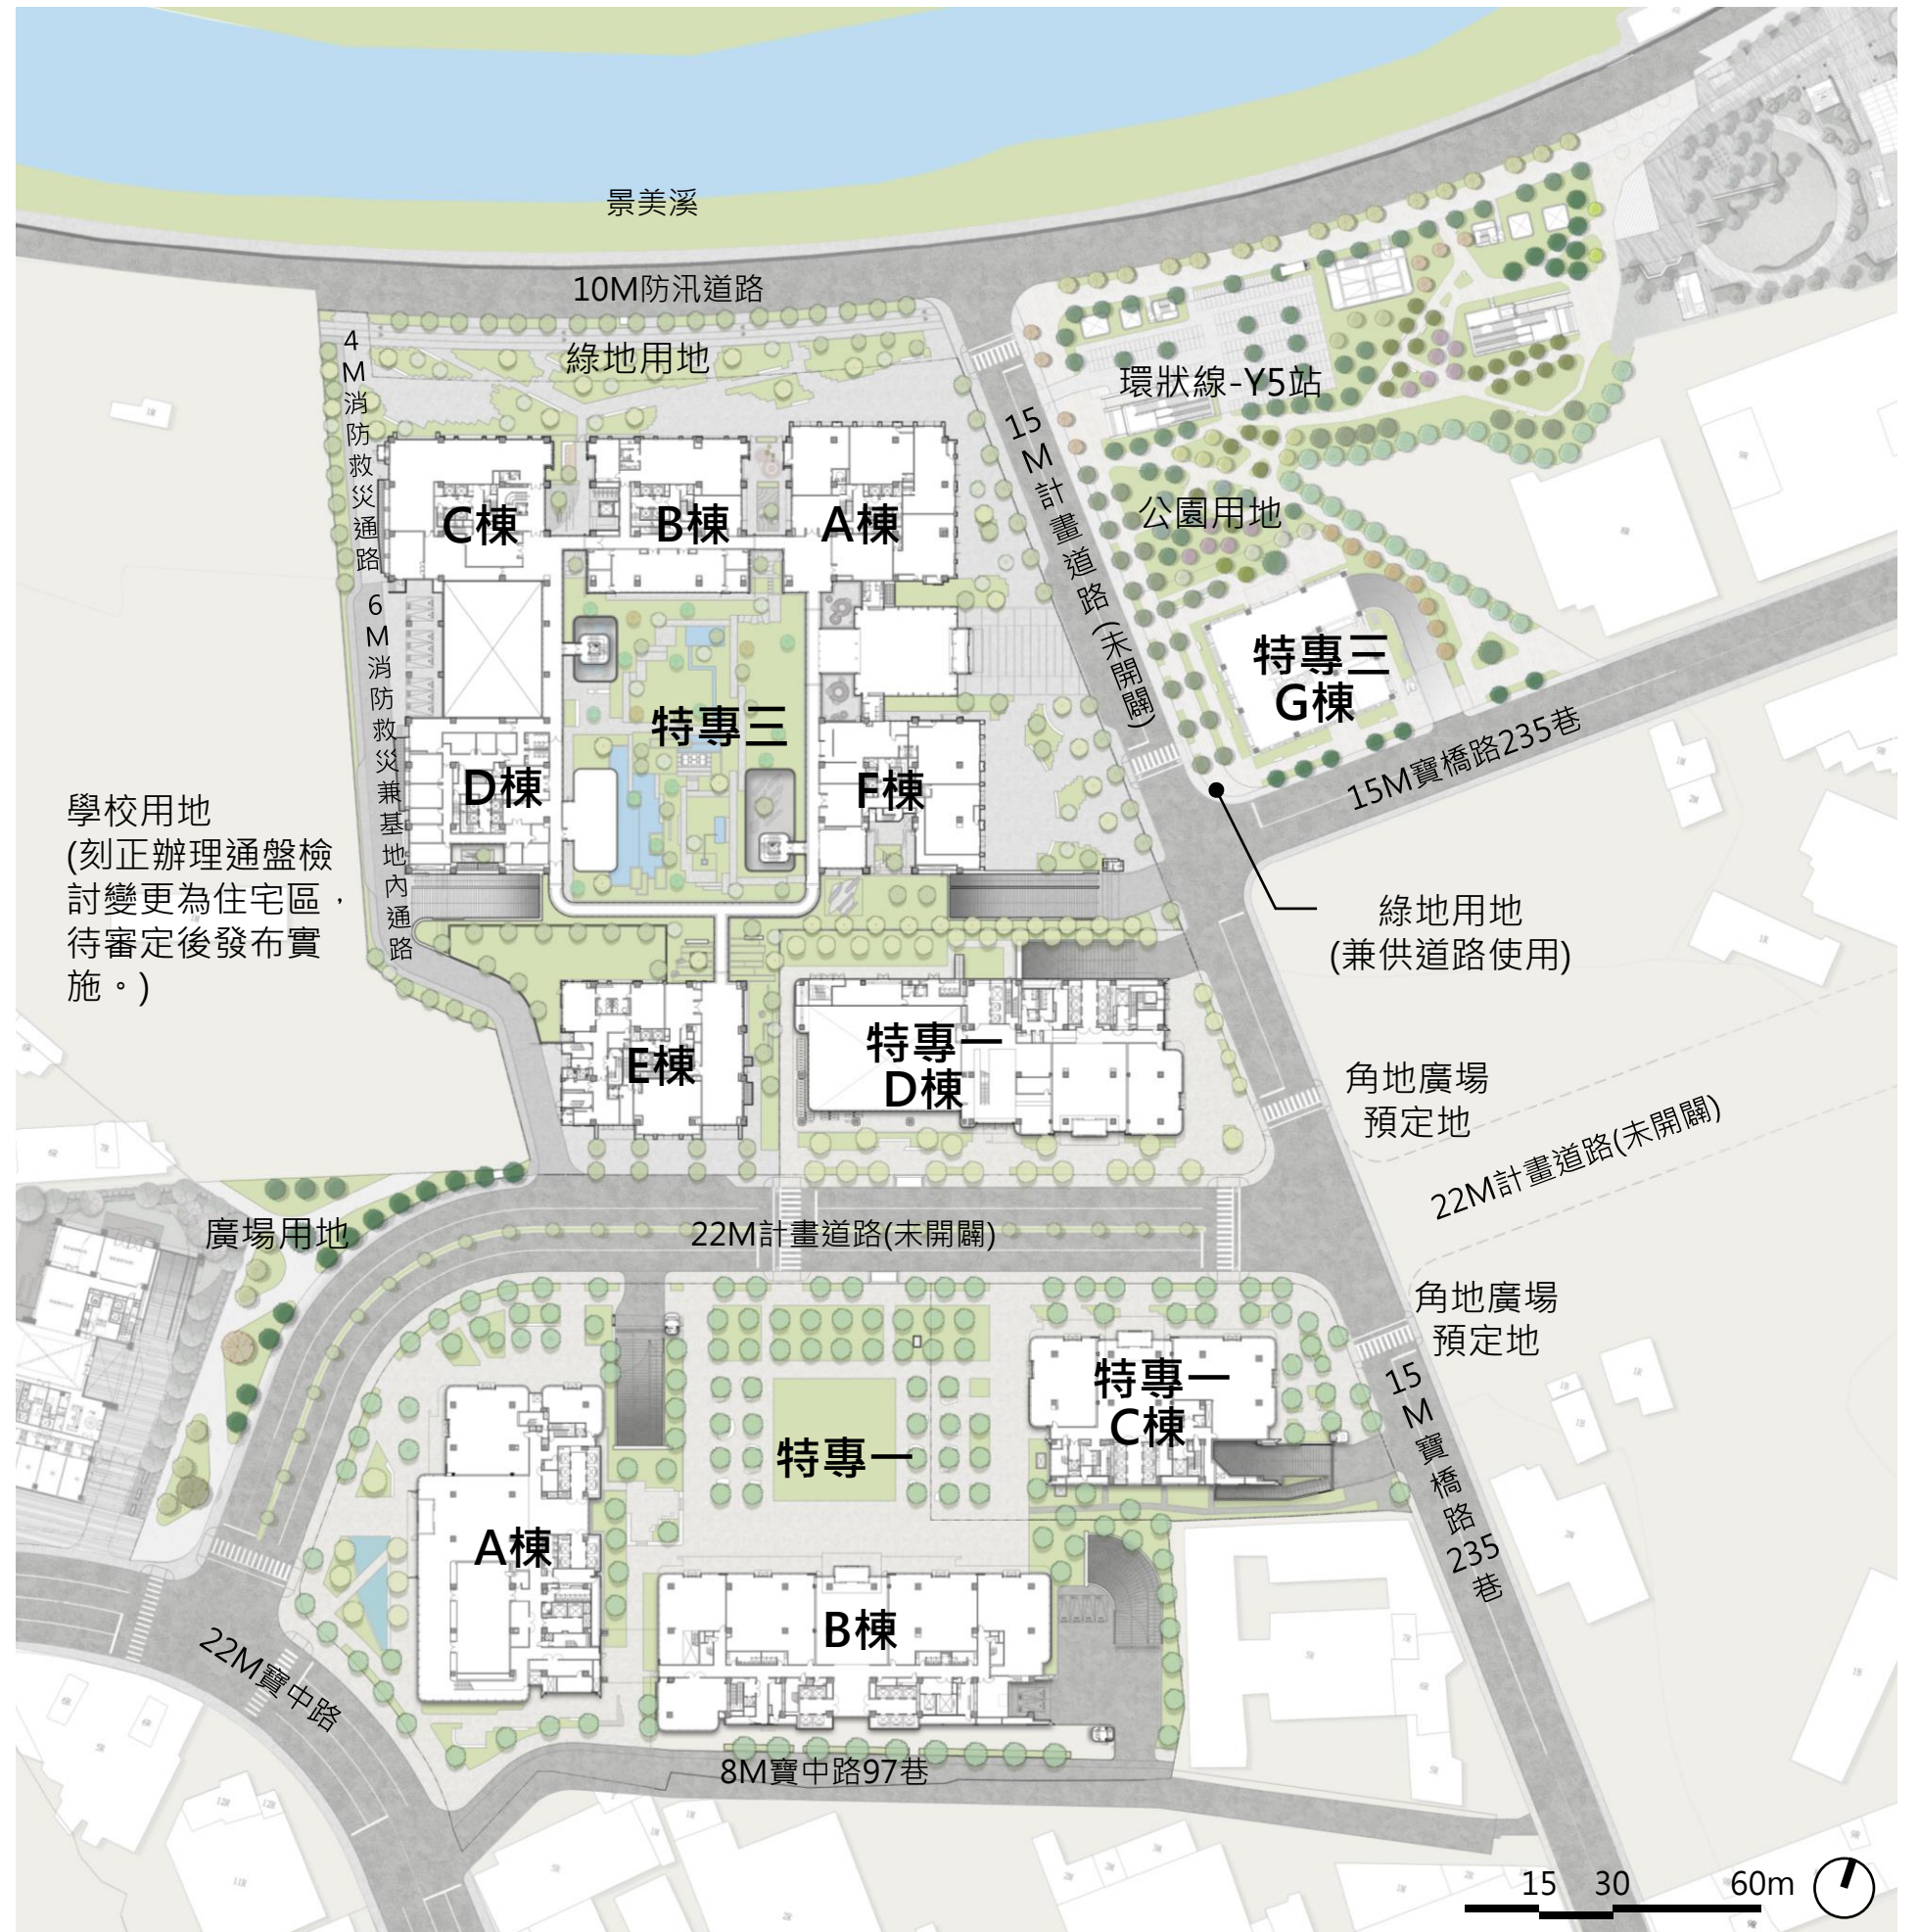 景美溪
10M防汛道路
綠地用地
4M消防救災通路
6M消防救災兼基地內通路
15M計畫道路(未開闢)
環狀線-Y5站
公園用地
C棟
B棟
A棟
特專三
G棟
特專三
D棟
F棟
15M寶橋路235巷
學校用地
(刻正辦理通盤檢
討變更為住宅區，
待審定後發布實
施。)
綠地用地
(兼供道路使用)
E棟
特專一
D棟
角地廣場
預定地
22M計畫道路(未開闢)
廣場用地
22M計畫道路(未開闢)
角地廣場
預定地
特專一
C棟
15M寶橋路235巷
特專一
A棟
B棟
22M寶中路
8M寶中路97巷
15 30 60m